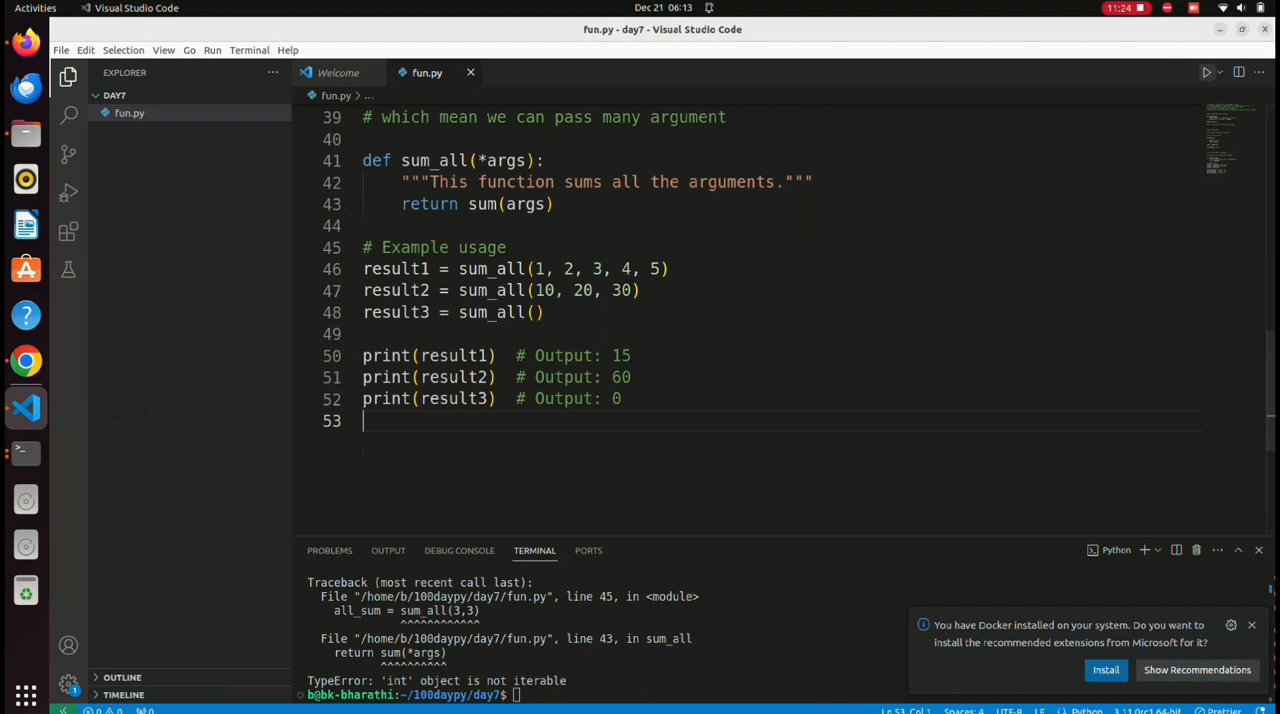 Activities
Visual Studio Code
Dec 21 06:13
11:24
fun.py - day7 - Visual Studio Code
File Edit Selection View Go Run Terminal Help
EXPLORER
Welcome
fun.py
DAY7
fun.py
fun.py > ...
39 # which mean we can pass many argument
40
41 def sum_all(*args):
42 """This function sums all the arguments."""
43 return sum(args)
44
45 # Example usage
46 result1 = sum_all(1, 2, 3, 4, 5)
47 result2 = sum_all(10, 20, 30)
48 result3 = sum_all()
49
50 print(result1) # Output: 15
51 print(result2) # Output: 60
52 print(result3) # Output: 0
53
PROBLEMS OUTPUT DEBUG CONSOLE TERMINAL PORTS
Python
Traceback (most recent call last):
File "/home/b/100daypy/day7/fun.py", line 45, in <module>
all_sum = sum_all(3,3)
^^^^^^^^^^^^
File "/home/b/100daypy/day7/fun.py", line 43, in sum_all
return sum(*args)
^^^^^^^^^^
TypeError: 'int' object is not iterable
b@bk-bharathi:~/100daypy/day7$
You have Docker installed on your system. Do you want to
install the recommended extensions from Microsoft for it?
Install
Show Recommendations
OUTLINE
TIMELINE
1
0 0 0
Ln 53, Col 1 Spaces: 4 UTF-8 LF Python 3.11.0rc1 64-bit Prettier